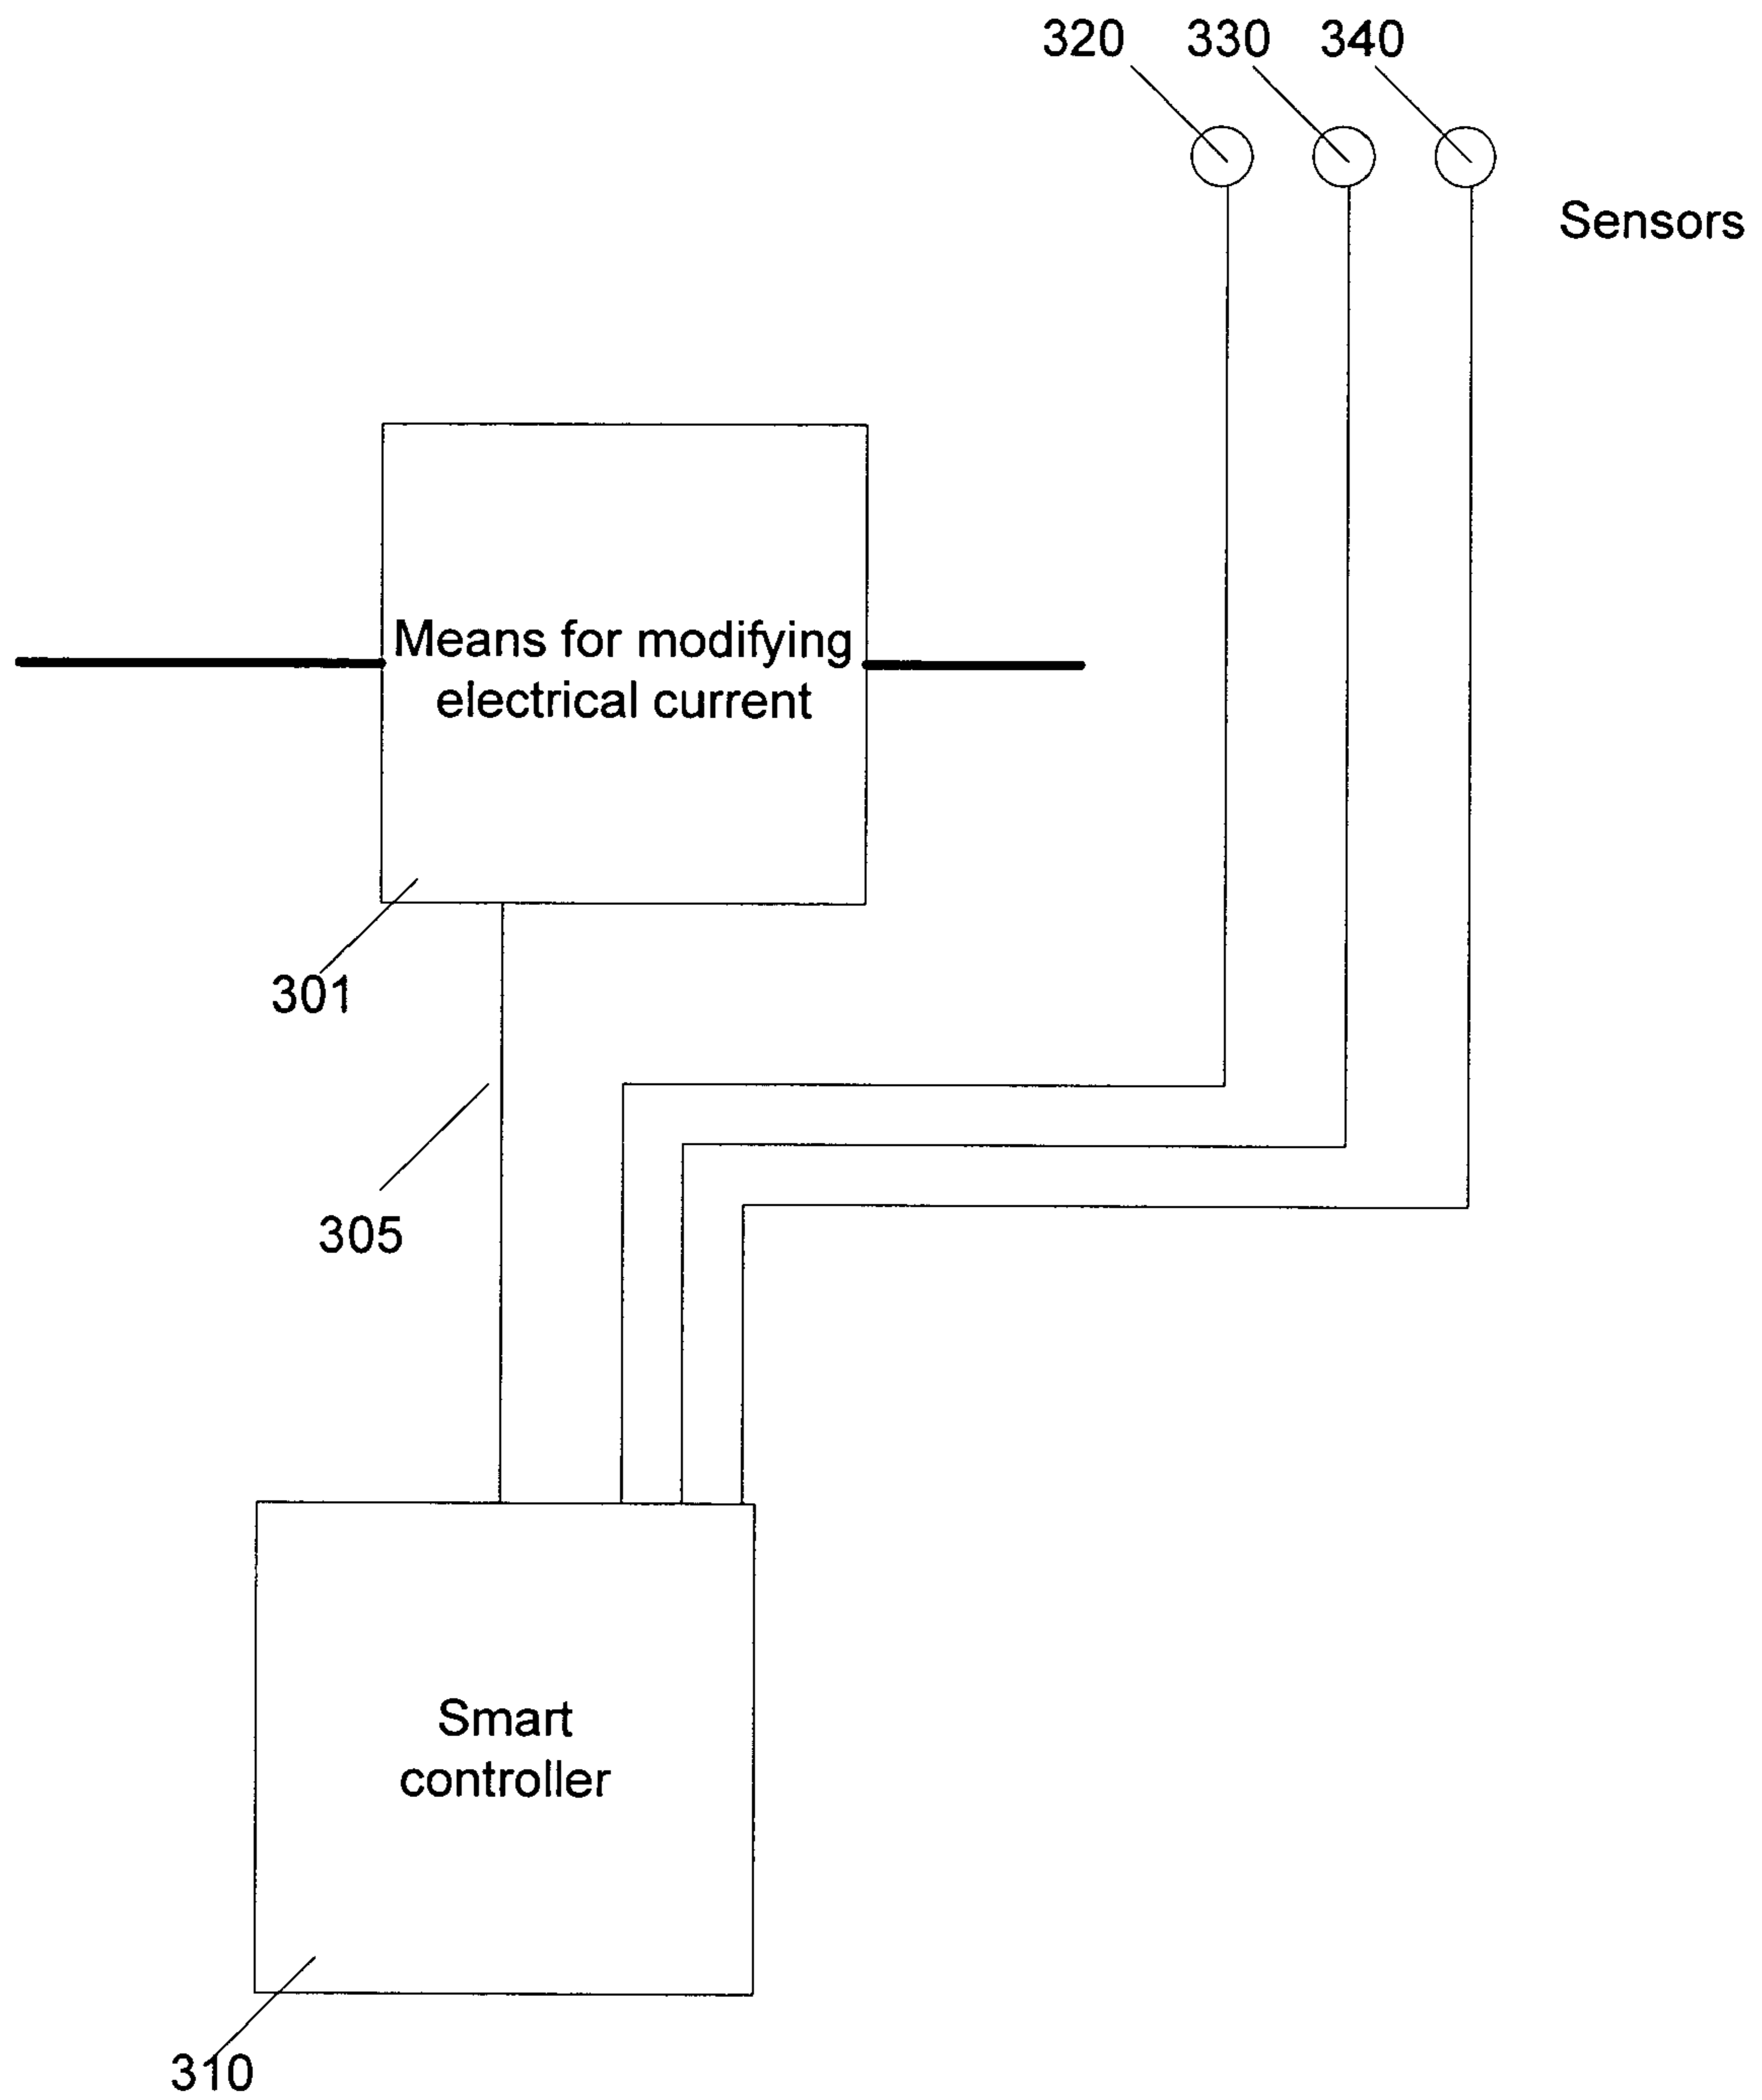 320 330 340
Sensors
Means for modifying
electrical current
301
305
Smart
controller
310